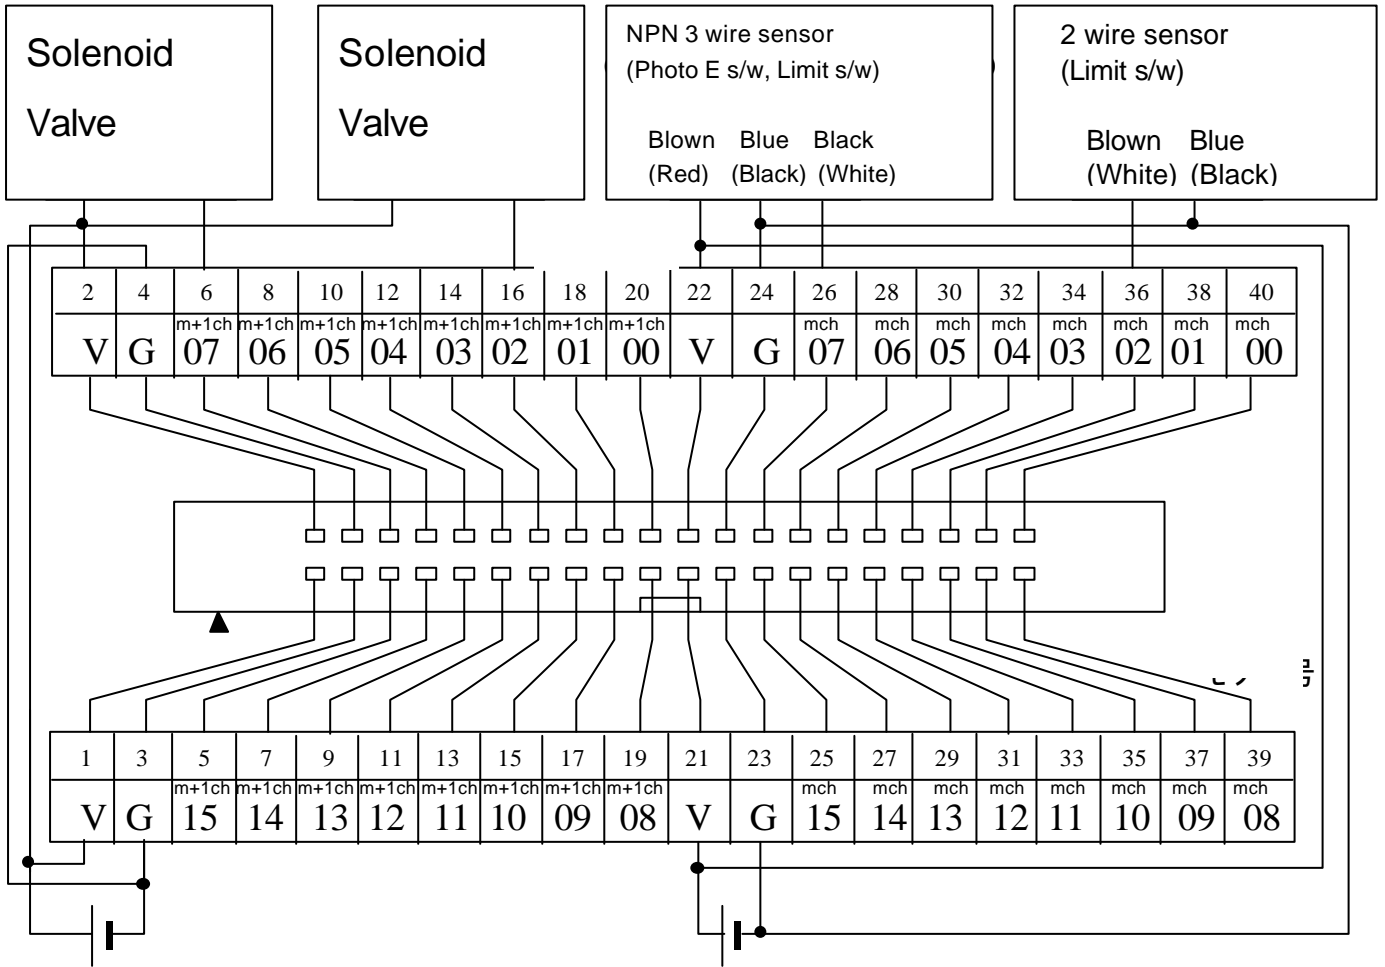 Solenoid
Valve
Solenoid
Valve
NPN 3 wire sensor
(Photo E s/w, Limit s/w)
Blown Blue Black
(Red) (Black) (White)
2 wire sensor
(Limit s/w)
Blown Blue
(White) (Black)
2 4 6 8 10 12 14 16 18 20 22 24 26 28 30 32 34 36 38 40
m+1ch m+1ch m+1ch m+1ch m+1ch m+1ch m+1ch m+1ch mch mch mch mch mch mch mch mch
V G 07 06 05 04 03 02 01 00 V G 07 06 05 04 03 02 01 00
1 3 5 7 9 11 13 15 17 19 21 23 25 27 29 31 33 35 37 39
m+1ch m+1ch m+1ch m+1ch m+1ch m+1ch m+1ch m+1ch mch mch mch mch mch mch mch mch
V G 15 14 13 12 11 10 09 08 V G 15 14 13 12 11 10 09 08